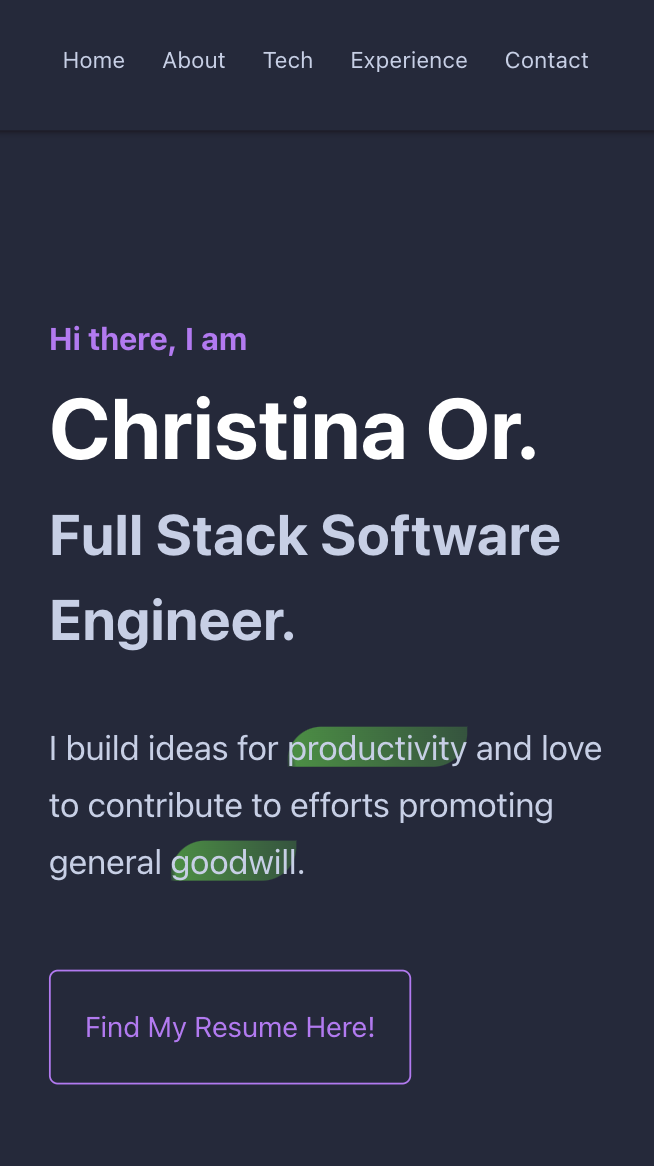 Home About Tech Experience Contact
Hi there, I am
Christina Or.
Full Stack Software
Engineer.
I build ideas for productivity and love
to contribute to efforts promoting
general goodwill.
Find My Resume Here!